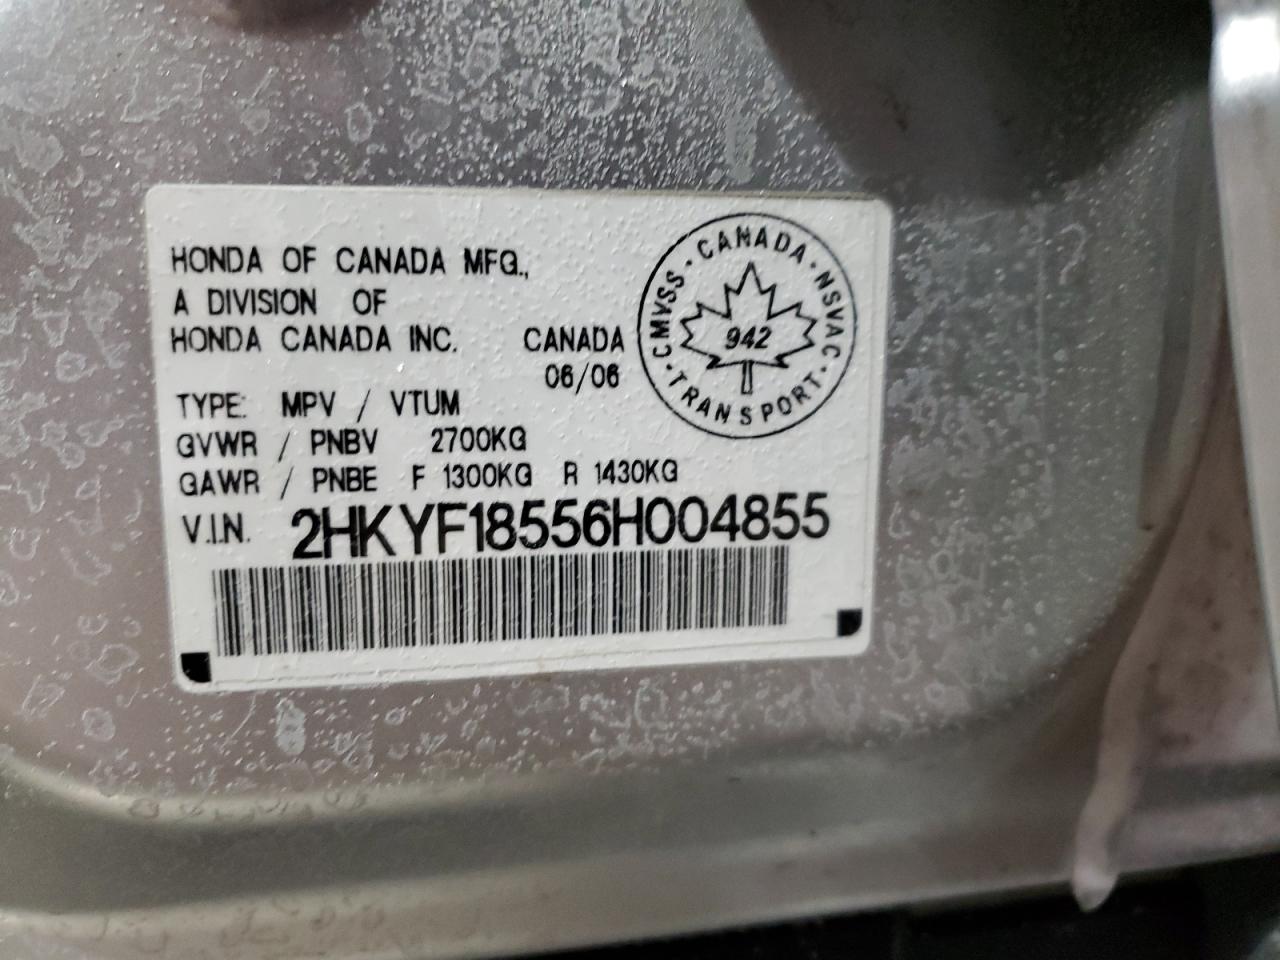 HONDA OF CANADA MFG.,
A DIVISION OF
HONDA CANADA INC. CANADA
06/06
TYPE: MPV / VTUM
GVWR / PNBV 2700KG
GAWR / PNBE F 1300KG R 1430KG
V.I.N. 2HKYF18556H004855
CMVSS · CANADA · NSVAC · TRANSPORT ·
942